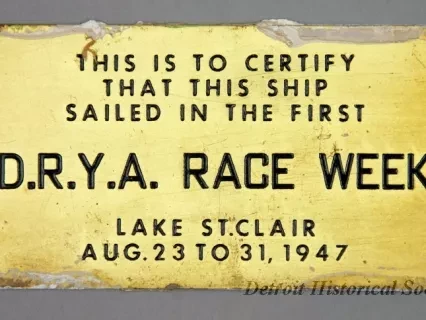 THIS IS TO CERTIFY
THAT THIS SHIP
SAILED IN THE FIRST
D.R.Y.A. RACE WEEK
LAKE ST.CLAIR
AUG.23 TO 31, 1947
Detroit Historical Soc